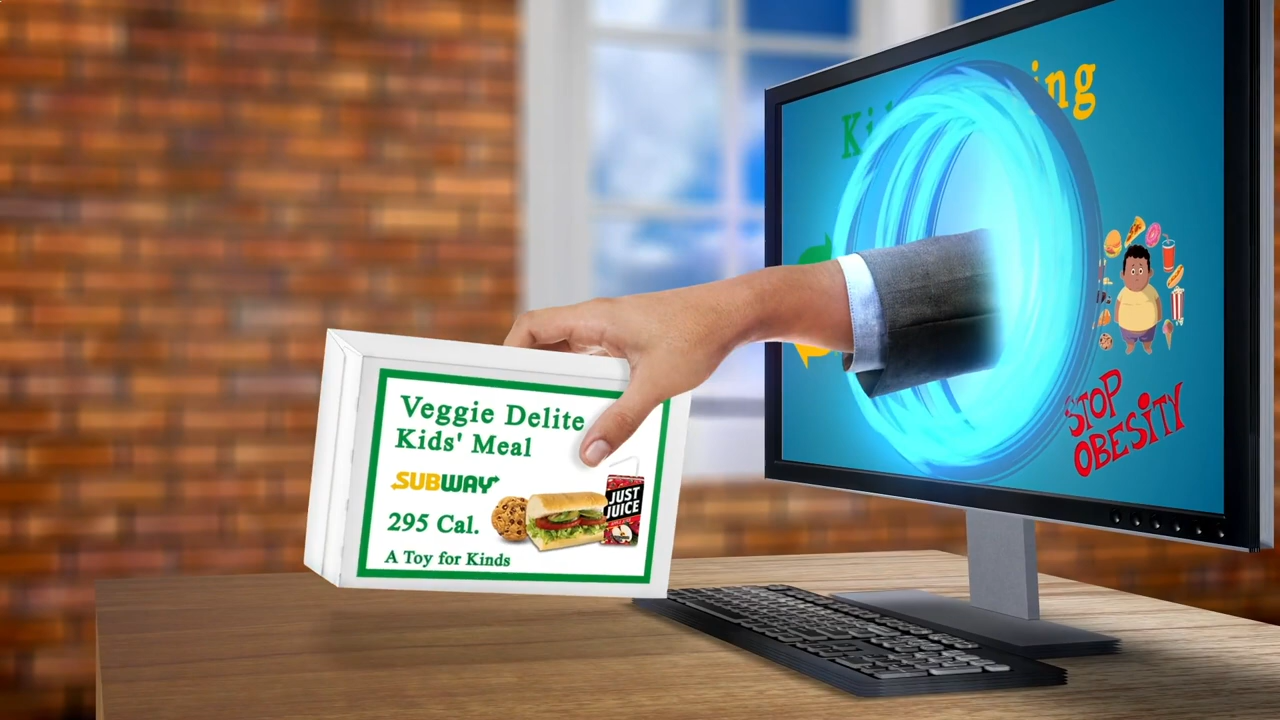 Veggie Delite
Kids' Meal
SUBWAY
295 Cal.
A Toy for Kinds
JUST
JUICE
STOP
OBESITY